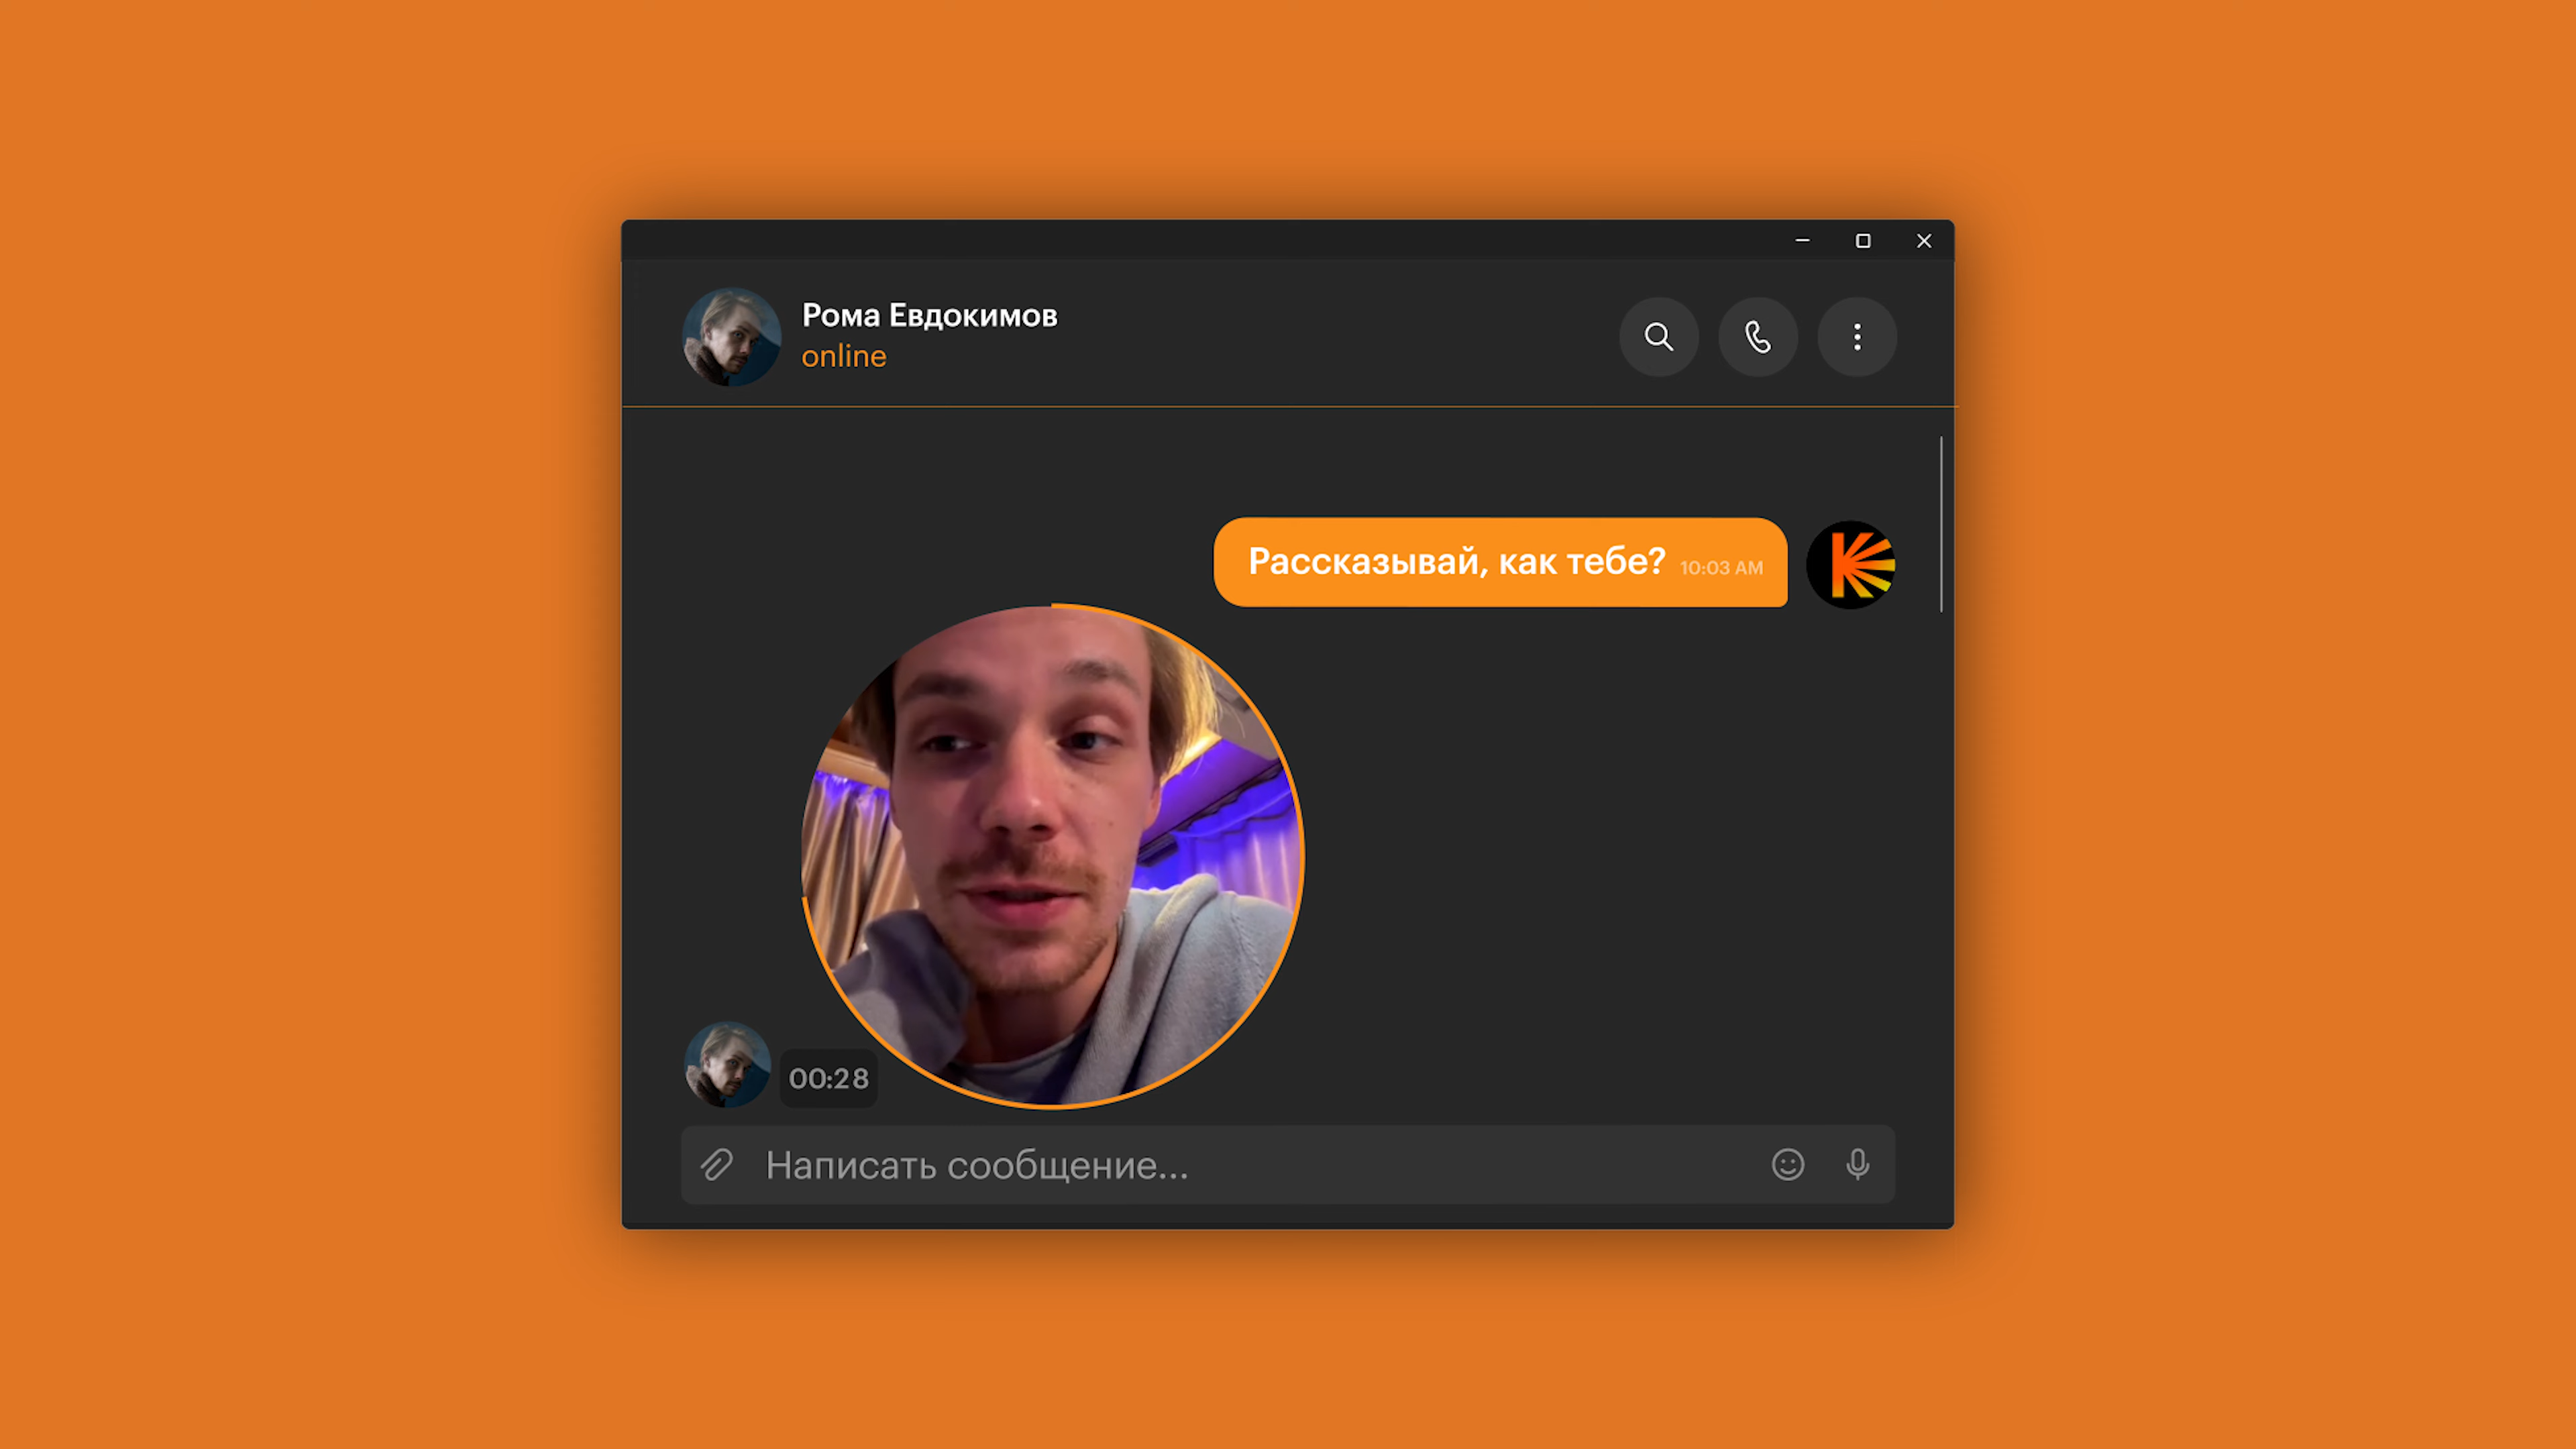 Рома Евдокимов
online
Рассказывай, как тебе? 10:03 AM
00:28
Написать сообщение...